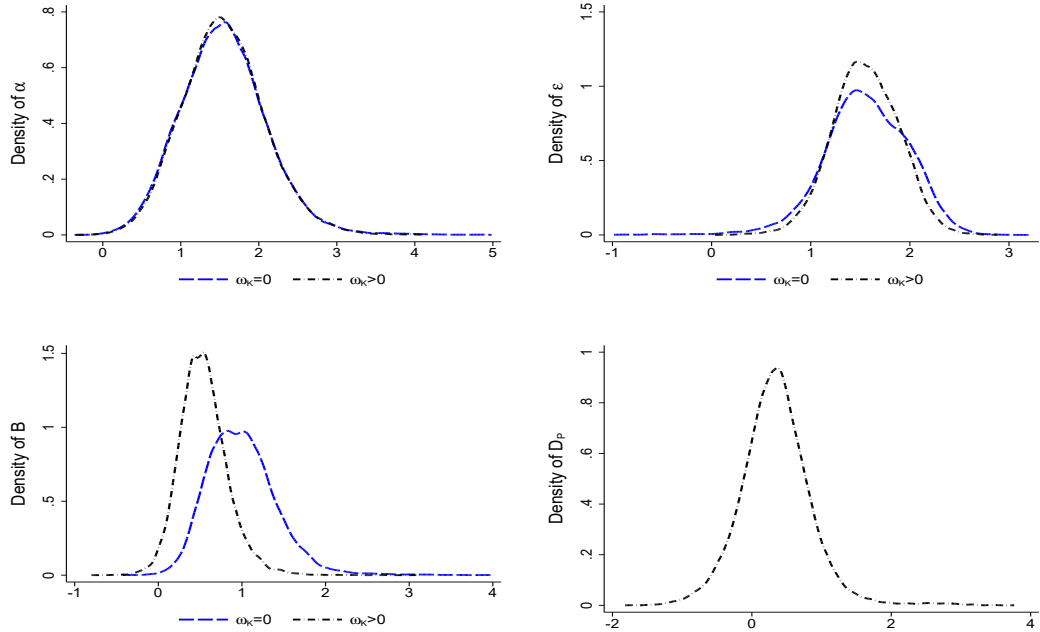 Density of α
0 .2 .4 .6 .8
0 1 2 3 4 5
ωK=0 ωK>0
Density of ε
0 .5 1 1.5
-1 0 1 2 3
ωK=0 ωK>0
Density of B
0 .5 1 1.5
-1 0 1 2 3 4
ωK=0 ωK>0
Density of DP
0 .2 .4 .6 .8 1
-2 0 2 4